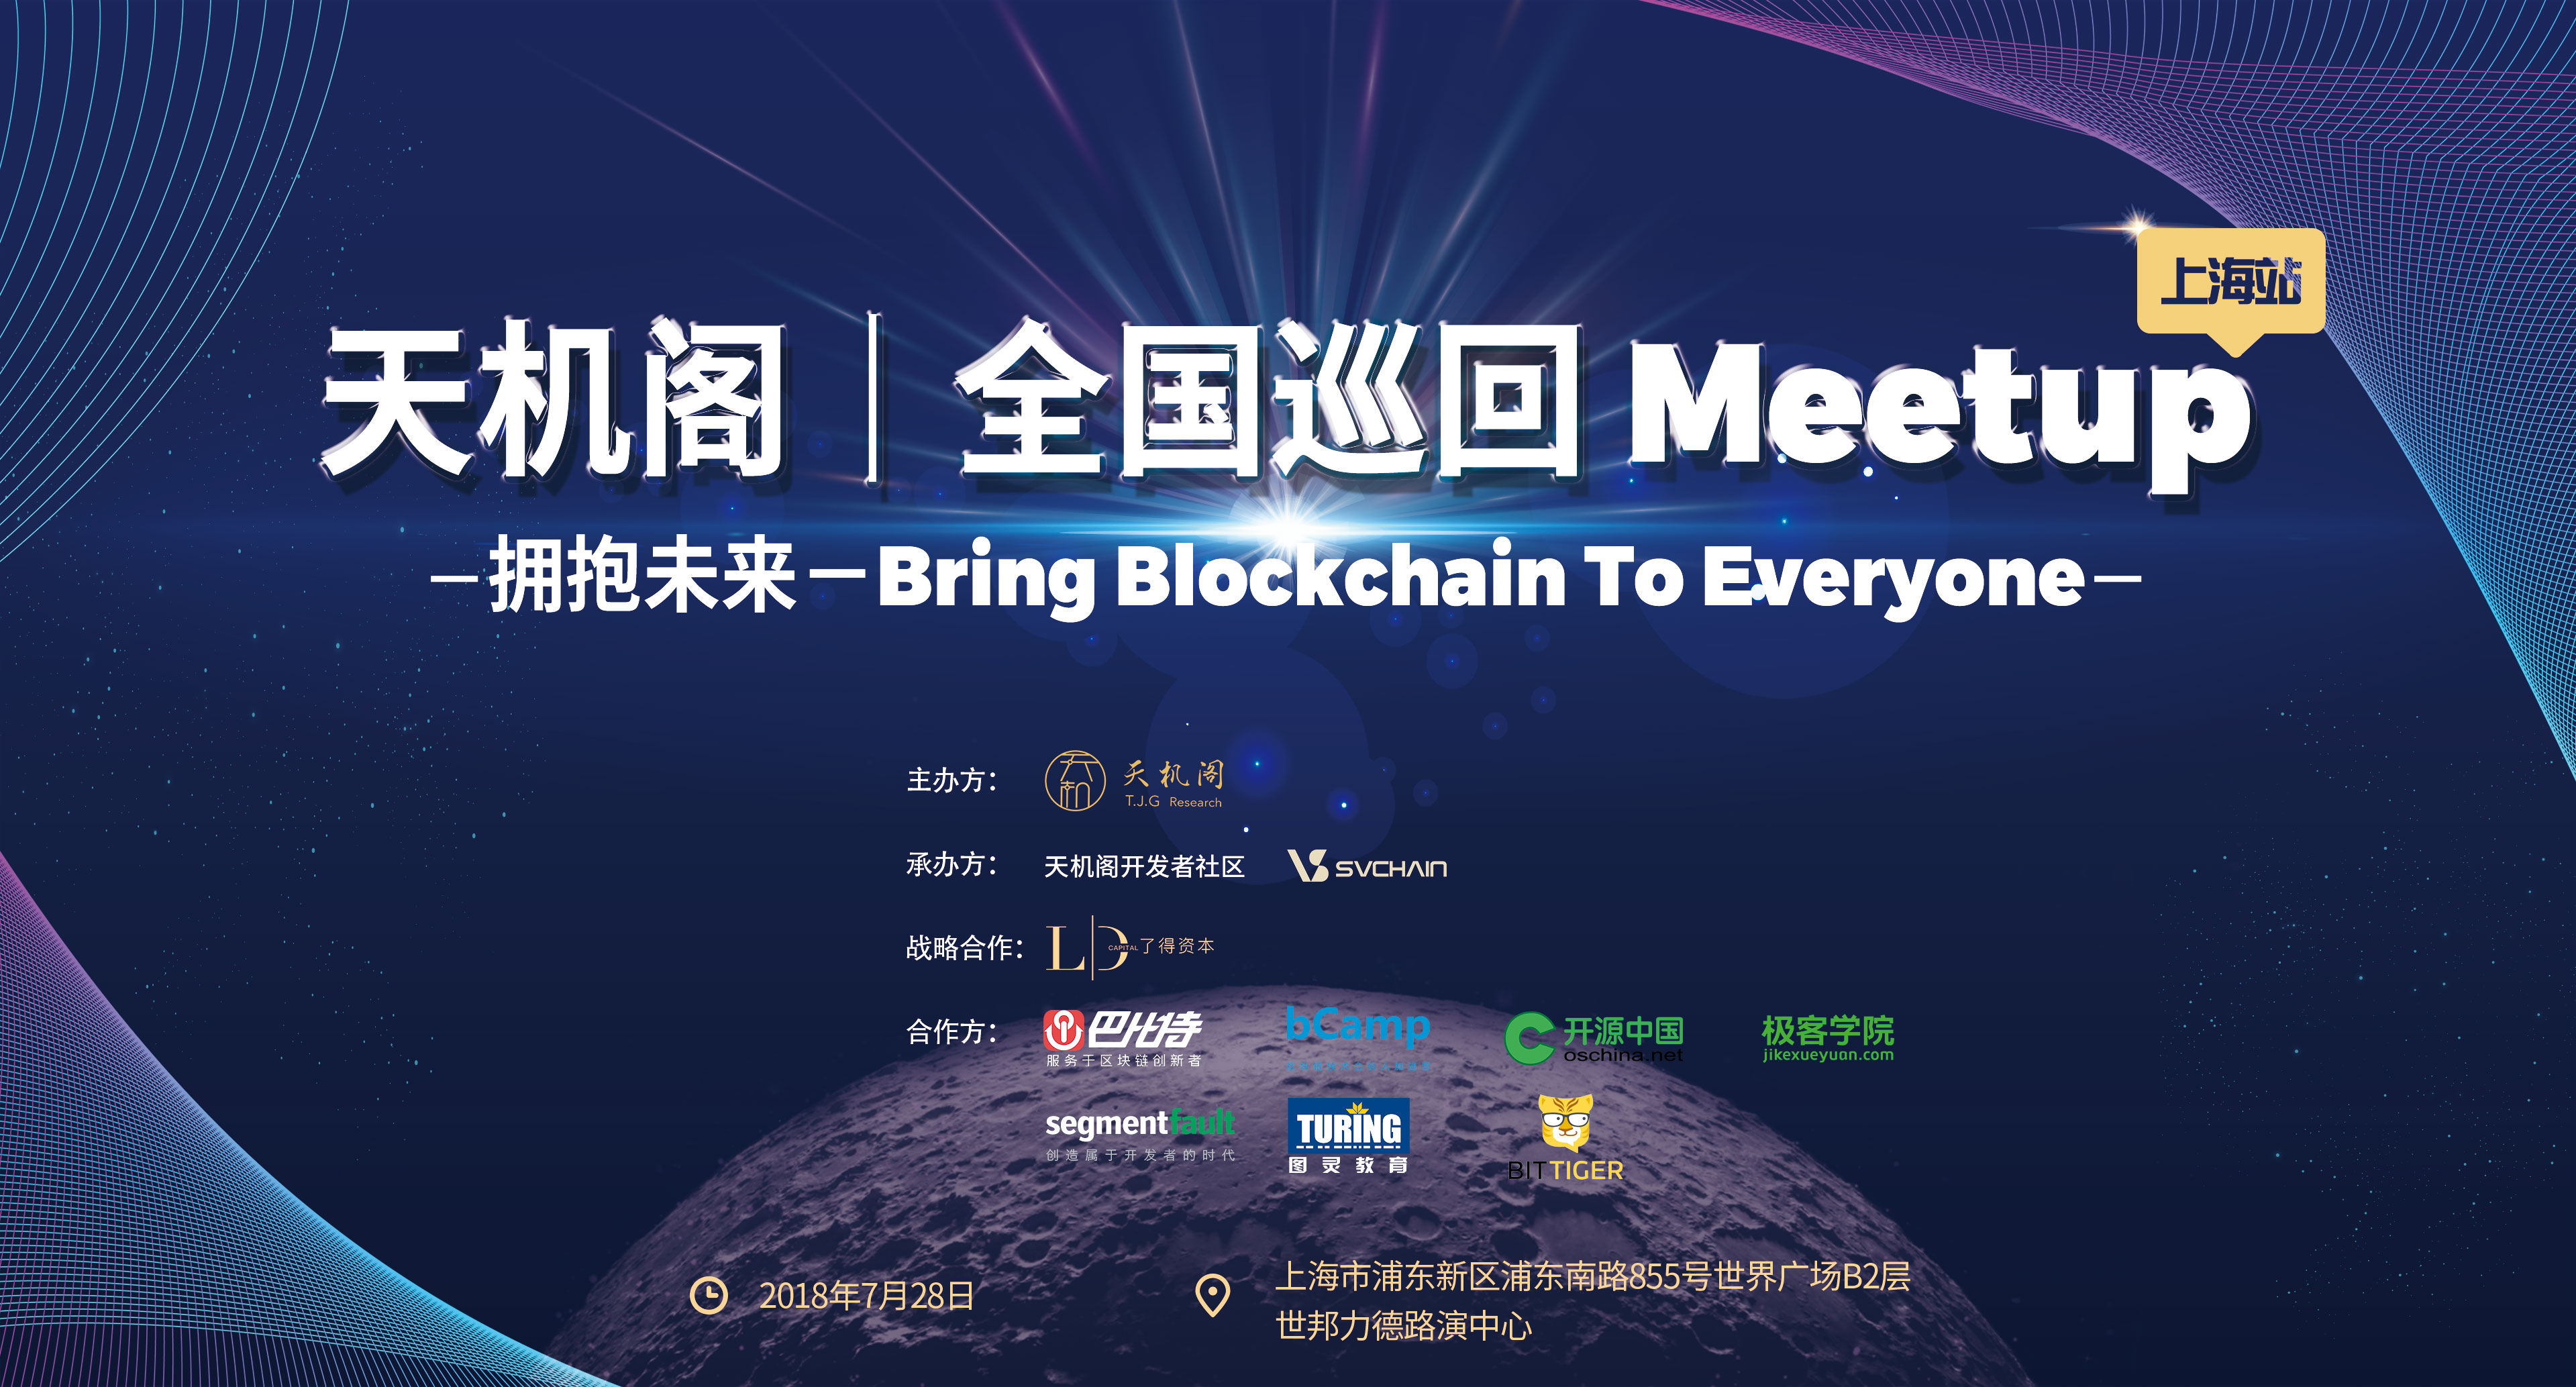 上海站
天机阁｜全国巡回 Meetup
—拥抱未来—Bring Blockchain To Everyone—
主办方：
天机阁
T.J.G Research
承办方：
天机阁开发者社区
SVCHAIN
战略合作：
LD
CAPITAL 了得资本
合作方：
巴比特
服务于区块链创新者
bCamp
开源中国
oschina.net
极客学院
jikexueyuan.com
segmentfault
创造属于开发者的时代
TURING
图灵教育
BITTIGER
2018年7月28日
上海市浦东新区浦东南路855号世界广场B2层
世邦力德路演中心